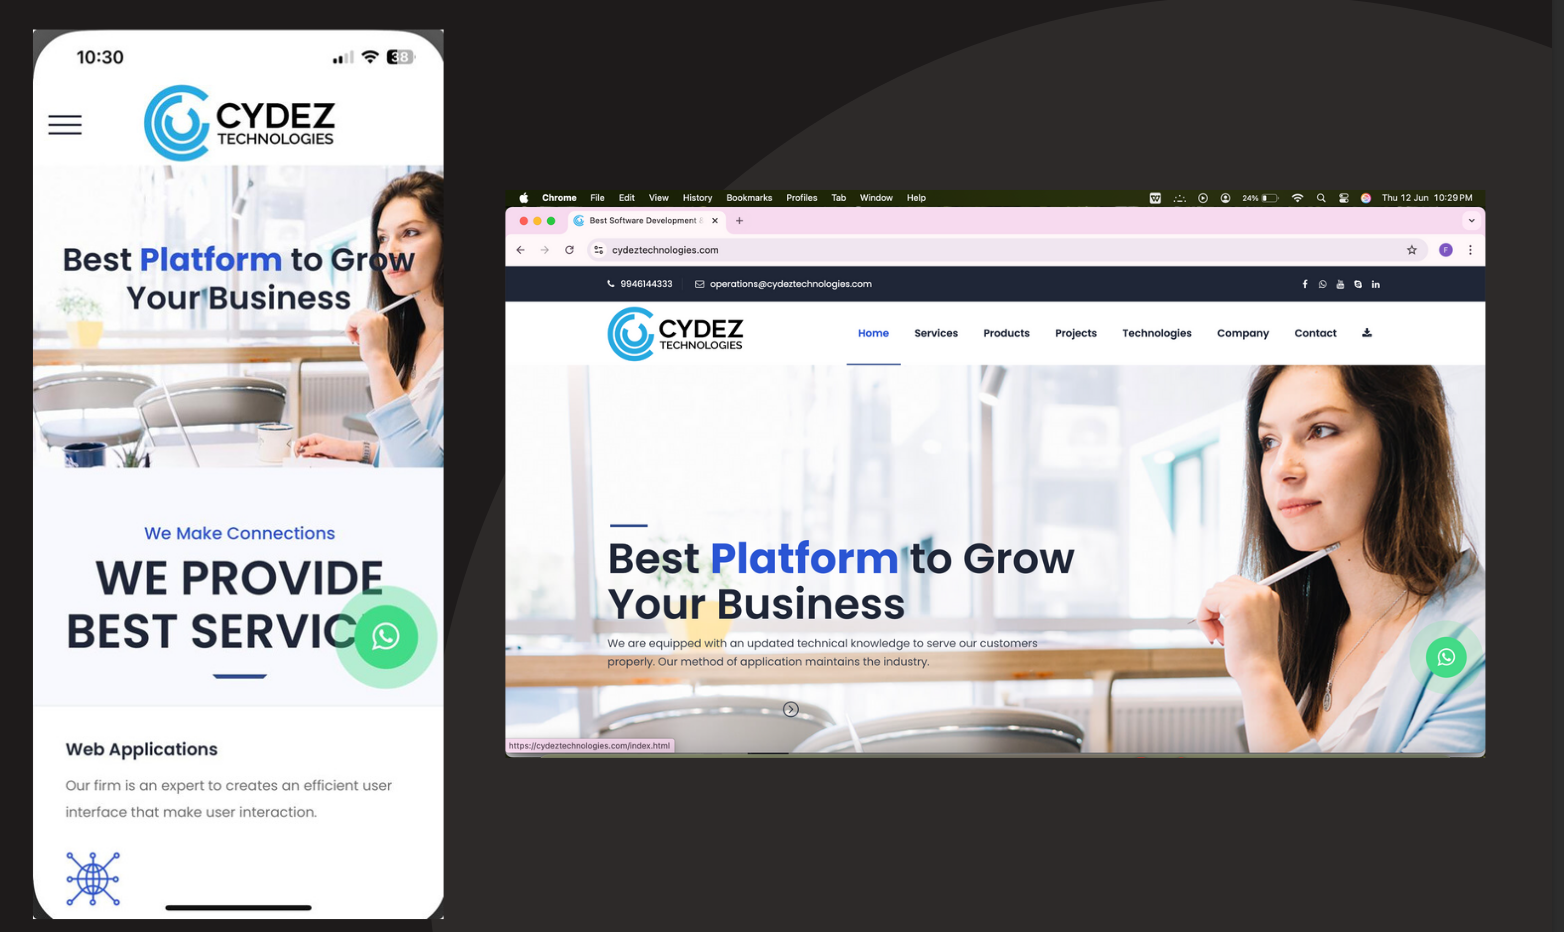 10:30
38
CYDEZ
TECHNOLOGIES
Best Platform to Grow
Your Business
We Make Connections
WE PROVIDE
BEST SERVIC
Web Applications
Our firm is an expert to creates an efficient user
interface that make user interaction.
Chrome File Edit View History Bookmarks Profiles Tab Window Help
24% Thu 12 Jun 10:29 PM
Best Software Development
cydeztechnologies.com
F
9946144333 operations@cydeztechnologies.com
CYDEZ
TECHNOLOGIES
Home Services Products Projects Technologies Company Contact
Best Platform to Grow
Your Business
We are equipped with an updated technical knowledge to serve our customers
properly. Our method of application maintains the industry.
https://cydeztechnologies.com/index.html